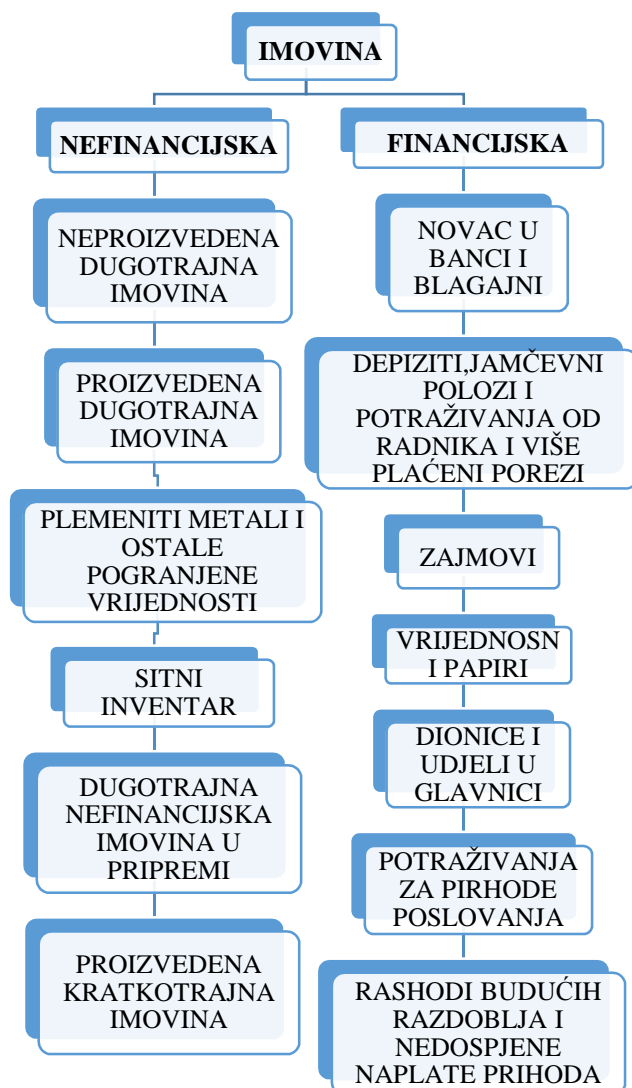 IMOVINA
NEFINANCIJSKA
NEPROIZVEDENA
DUGOTRAJNA
IMOVINA
PROIZVEDENA
DUGOTRAJNA
IMOVINA
PLEMENITI METALI I
OSTALE
POGRANJENE
VRIJEDNOSTI
SITNI
INVENTAR
DUGOTRAJNA
NEFINANCIJSKA
IMOVINA U
PRIPREMI
PROIZVEDENA
KRATKOTRAJNA
IMOVINA
FINANCIJSKA
NOVAC U
BANCI I
BLAGAJNI
DEPIZITI,JAMČEVNI
POLOZI I
POTRAŽIVANJA OD
RADNIKA I VIŠE
PLAĆENI POREZI
ZAJMOVI
VRIJEDNOSN
I PAPIRI
DIONICE I
UDJELI U
GLAVNICI
POTRAŽIVANJA
ZA PIRHODE
POSLOVANJA
RASHODI BUDUĆIH
RAZDOBLJA I
NEDOSPJENE
NAPLATE PRIHODA